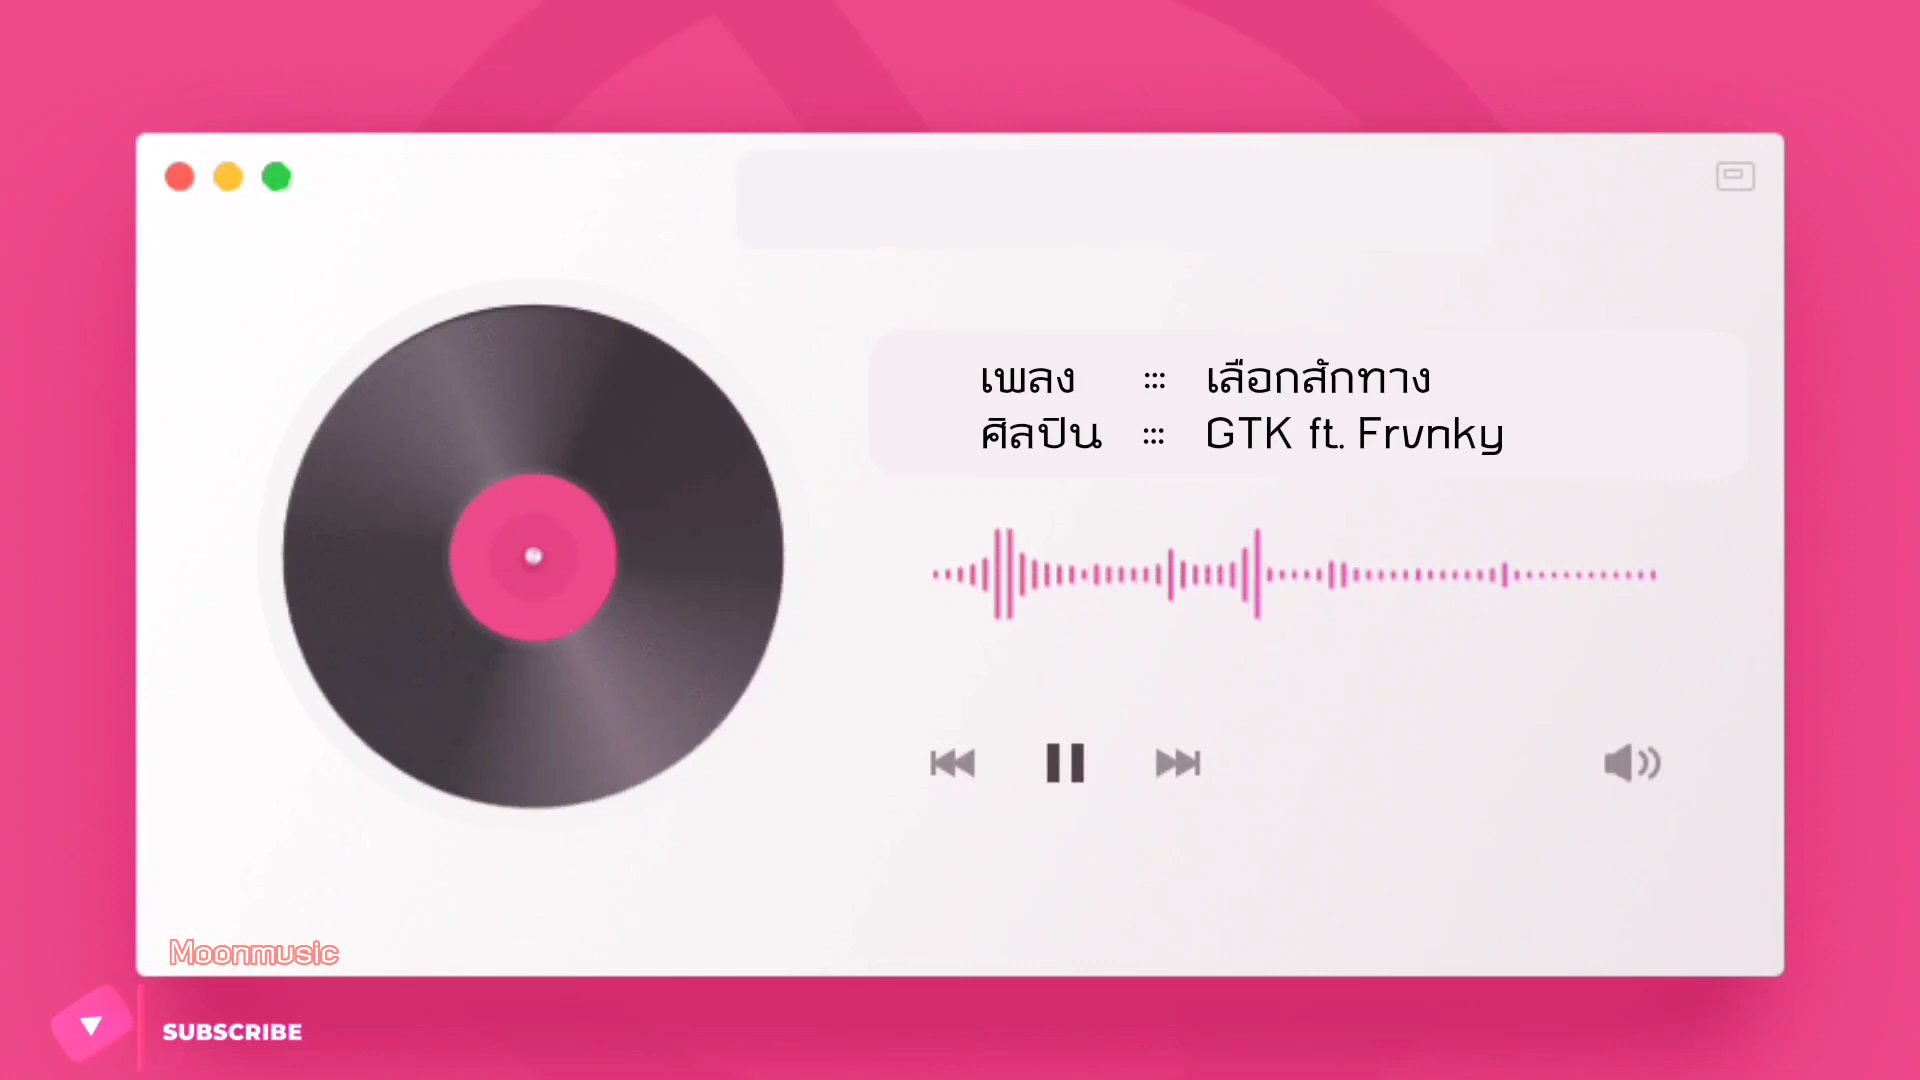 เพลง ::: เลือกสักทาง
ศิลปิน ::: GTK ft. Frvnky
Moonmusic
SUBSCRIBE